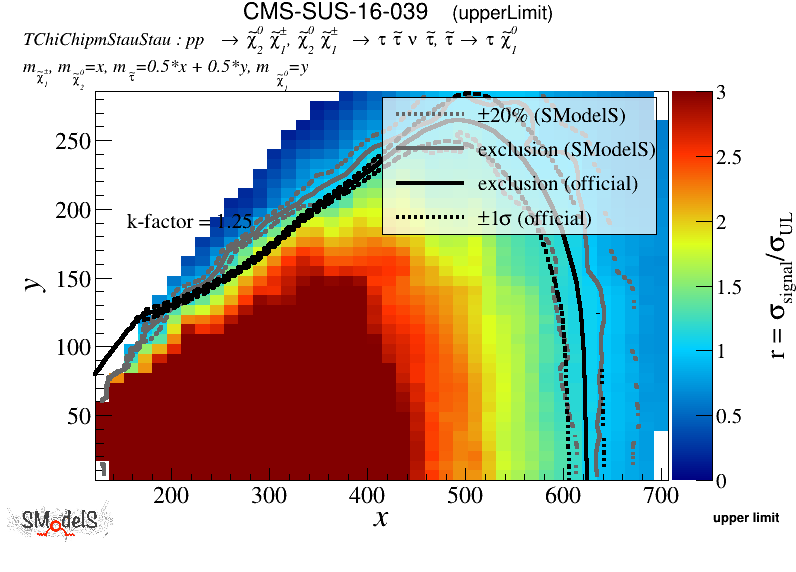 CMS-SUS-16-039 (upperLimit)
TChiChipmStauStau : pp → χ̃₂⁰ χ̃₁±, χ̃₂⁰ χ̃₁± → τ τ̃ ν τ̃, τ̃ → τ χ̃₁⁰
m_χ̃₁±, m_χ̃₂⁰=x, m_τ̃=0.5*x + 0.5*y, m_χ̃₁⁰=y
±20% (SModelS)
exclusion (SModelS)
exclusion (official)
±1σ (official)
k-factor = 1.25
250
200
150
100
50
y
200
300
400
500
600
700
x
3
2.5
2
1.5
1
0.5
0
r = σ_signal/σ_UL
SModelS
upper limit